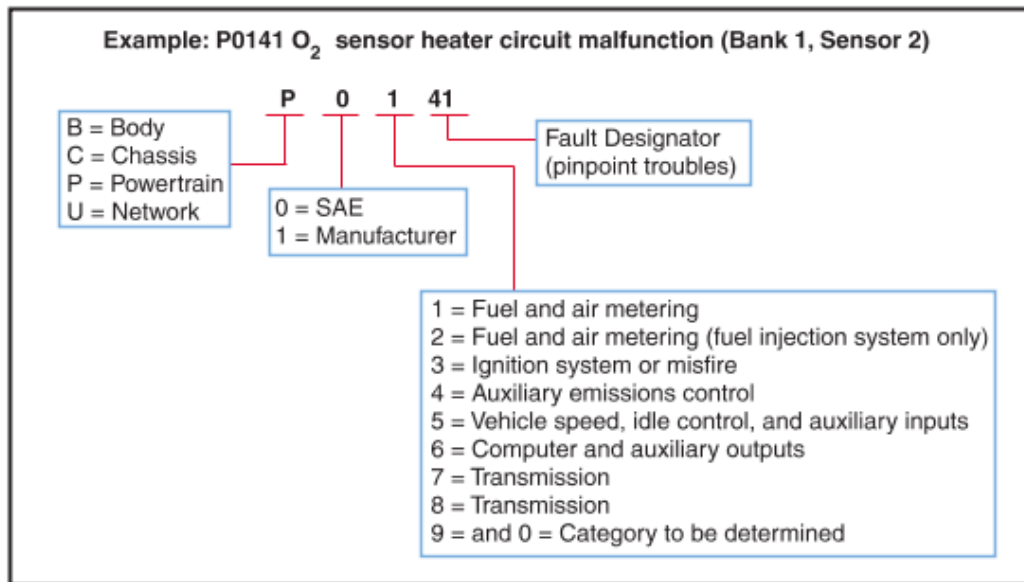 Example: P0141 O2 sensor heater circuit malfunction (Bank 1, Sensor 2)
P 0 1 41
B = Body
C = Chassis
P = Powertrain
U = Network
0 = SAE
1 = Manufacturer
Fault Designator
(pinpoint troubles)
1 = Fuel and air metering
2 = Fuel and air metering (fuel injection system only)
3 = Ignition system or misfire
4 = Auxiliary emissions control
5 = Vehicle speed, idle control, and auxiliary inputs
6 = Computer and auxiliary outputs
7 = Transmission
8 = Transmission
9 = and 0 = Category to be determined